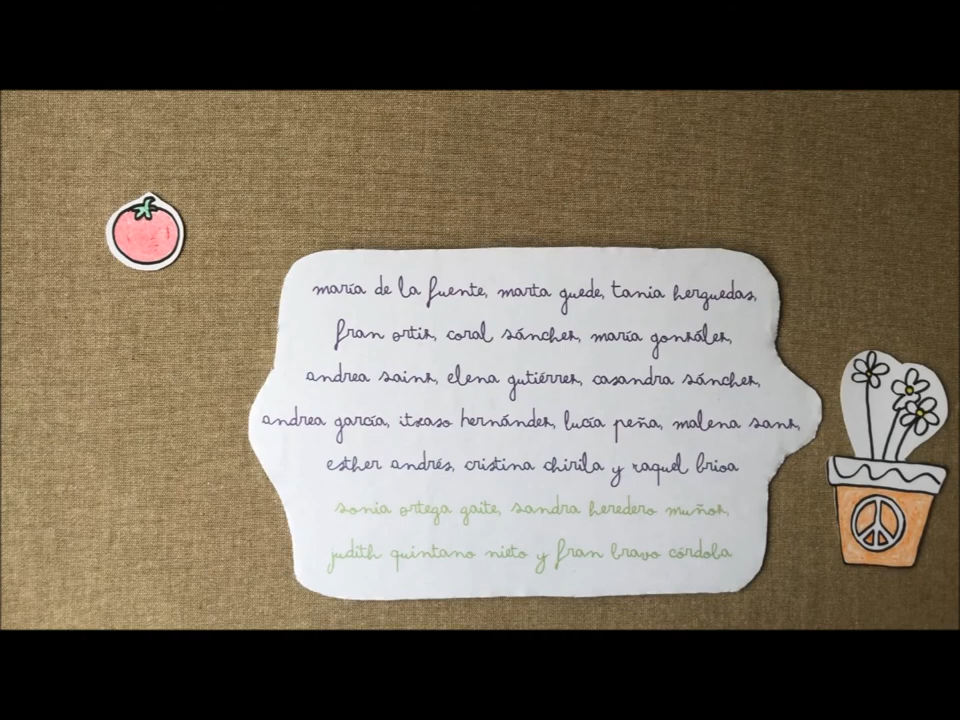 maría de la fuente, marta guede, tania herguedas,
fran ortiz, coral sánchez, maría gonzález,
andrea sainz, elena gutiérrez, casandra sánchez,
andrea garcía, itxaso hernández, lucía peña, malena sanz,
esther andrés, cristina chirila y raquel brioa
sonia ortega gaite, sandra heredero muñoz,
judith quintano nieto y fran bravo córdoba